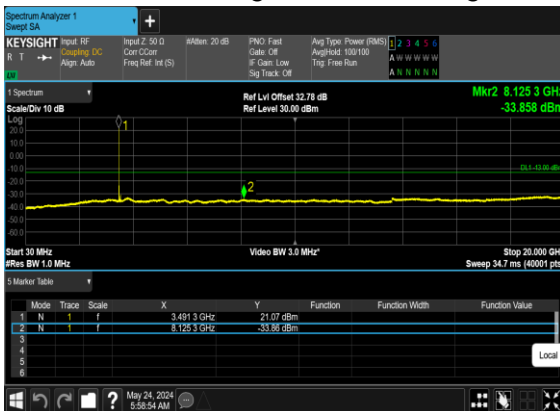 Spectrum Analyzer 1
Swept SA
KEYSIGHT Input: RF Input Z: 50 Ω #Atten: 20 dB PNO: Fast Avg Type: Power (RMS) 1 2 3 4 5 6
R T Coupling: DC Corr CCorr Gate: Off Avg|Hold: 100/100 A W W W W W
Align: Auto Freq Ref: Int (S) IF Gain: Low Trig: Free Run
LV Sig Track: Off A N N N N N
1 Spectrum
Scale/Div 10 dB
Ref Lvl Offset 32.78 dB
Ref Level 30.00 dBm
Mkr2 8.125 3 GHz
-33.858 dBm
Log
20.0
10.0
0.00
-10.0
-20.0
-30.0
-40.0
-50.0
-60.0
1
2
DL1 -13.00 dBm
Start 30 MHz Video BW 3.0 MHz* Stop 20.000 GH
#Res BW 1.0 MHz Sweep 34.7 ms (40001 pts
5 Marker Table
Mode Trace Scale X Y Function Function Width Function Value
1 N 1 f 3.491 3 GHz 21.07 dBm
2 N 1 f 8.125 3 GHz -33.86 dBm
3
4
5
6
Local
? May 24, 2024
5:58:54 AM